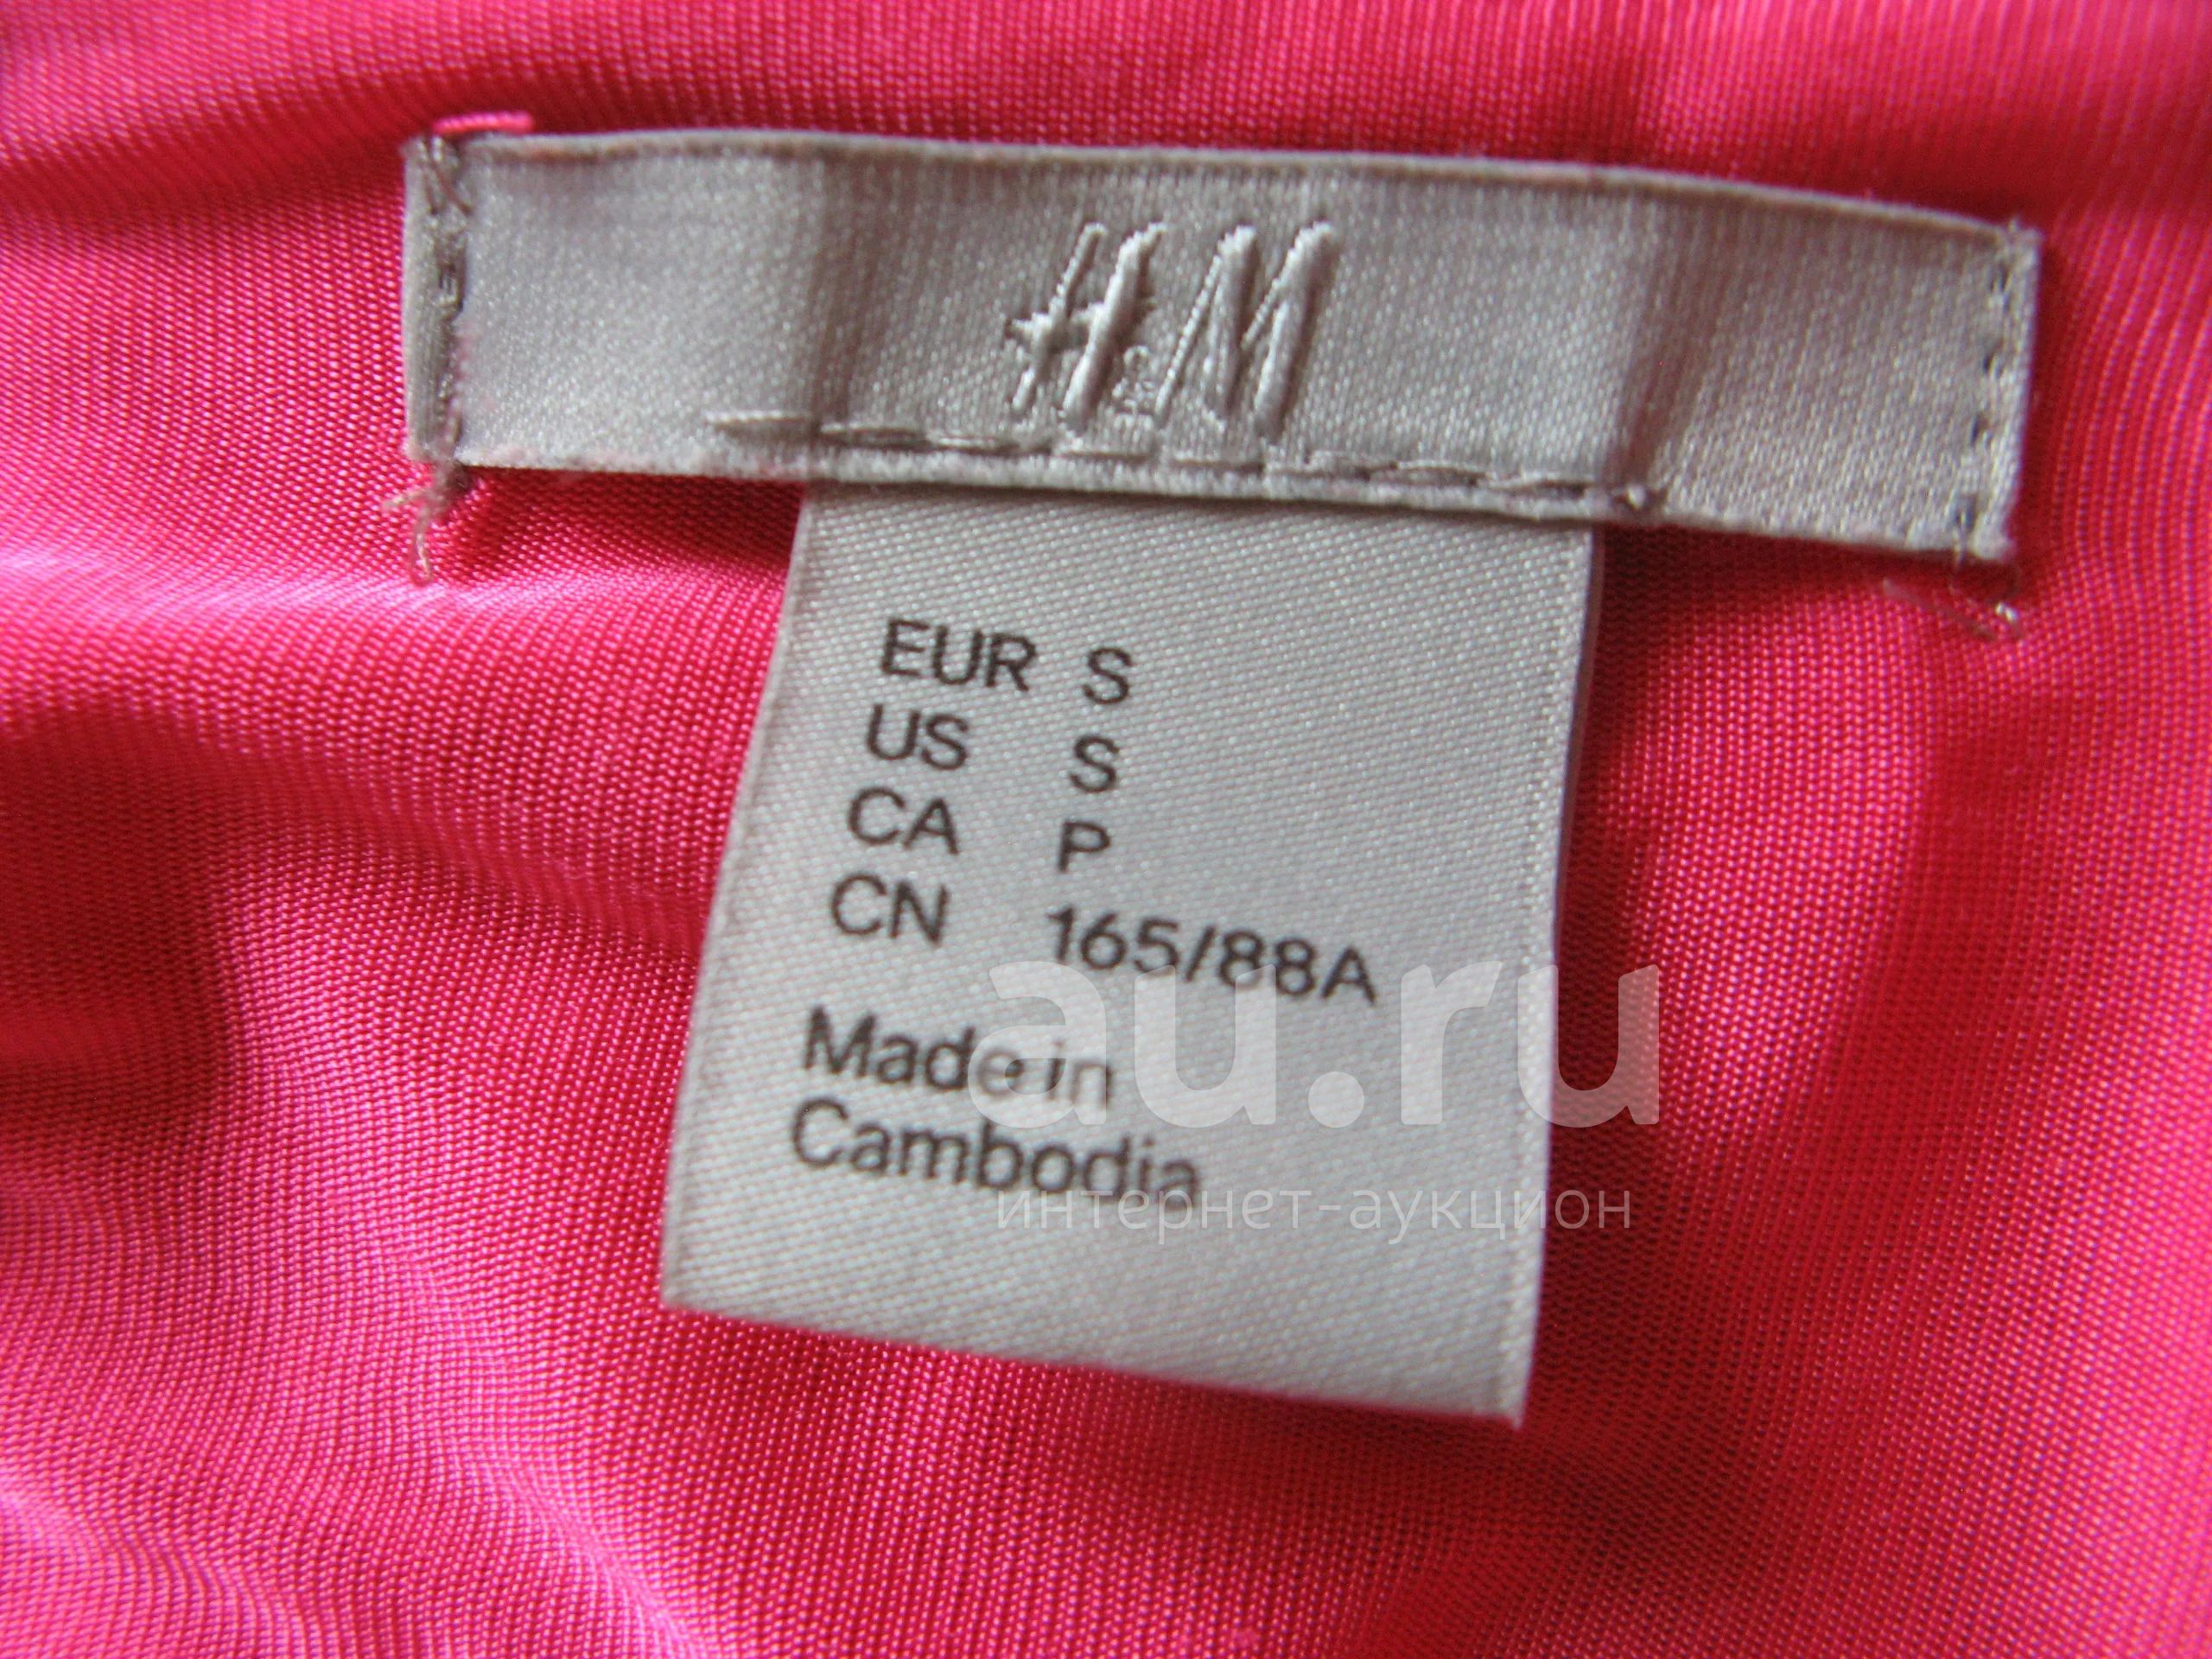 H&M
EUR S
US S
CA P
CN 165/88A
Made in
Cambodia
au.ru
интернет-аукцион